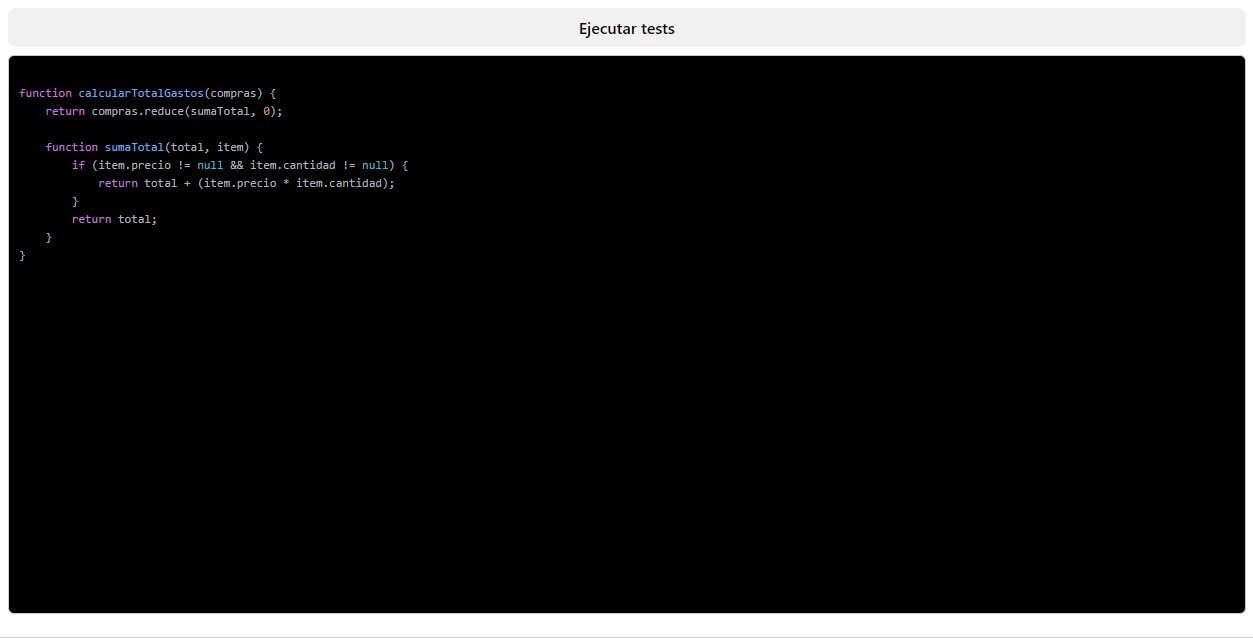 Ejecutar tests
function calcularTotalGastos(compras) {
    return compras.reduce(sumaTotal, 0);
    function sumaTotal(total, item) {
        if (item.precio != null && item.cantidad != null) {
            return total + (item.precio * item.cantidad);
        }
        return total;
    }
}